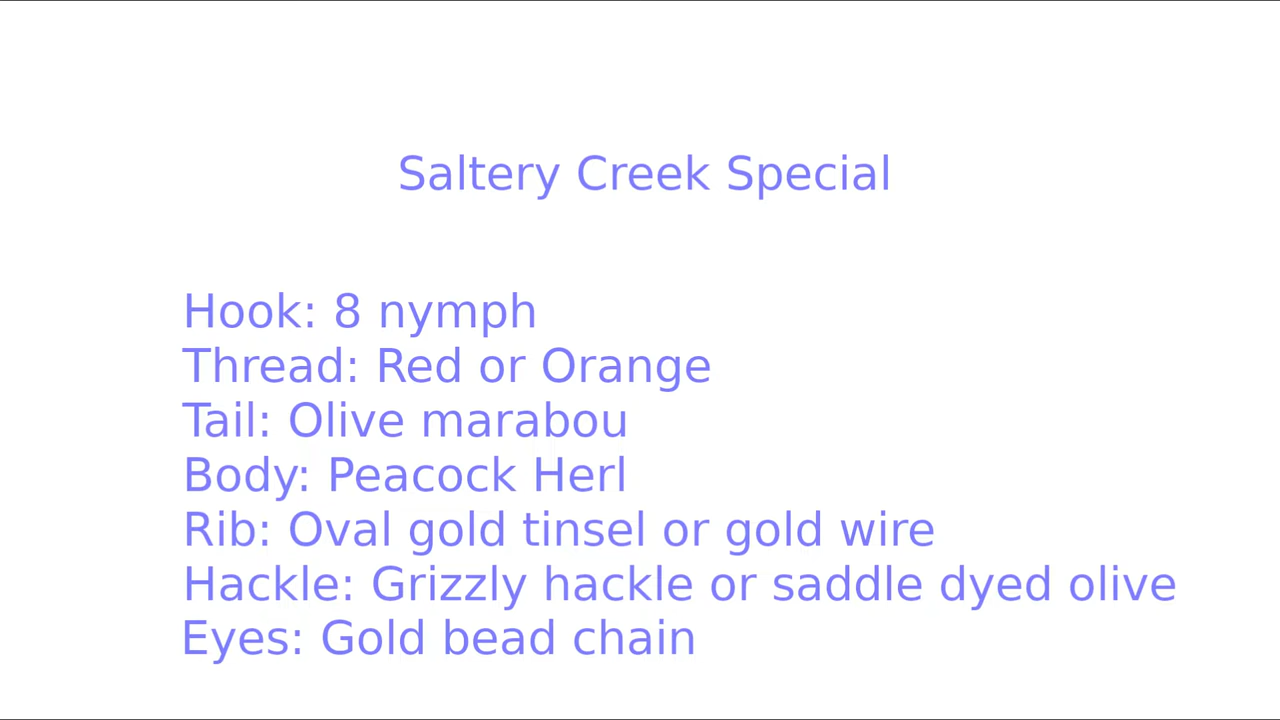 Saltery Creek Special
Hook: 8 nymph
Thread: Red or Orange
Tail: Olive marabou
Body: Peacock Herl
Rib: Oval gold tinsel or gold wire
Hackle: Grizzly hackle or saddle dyed olive
Eyes: Gold bead chain